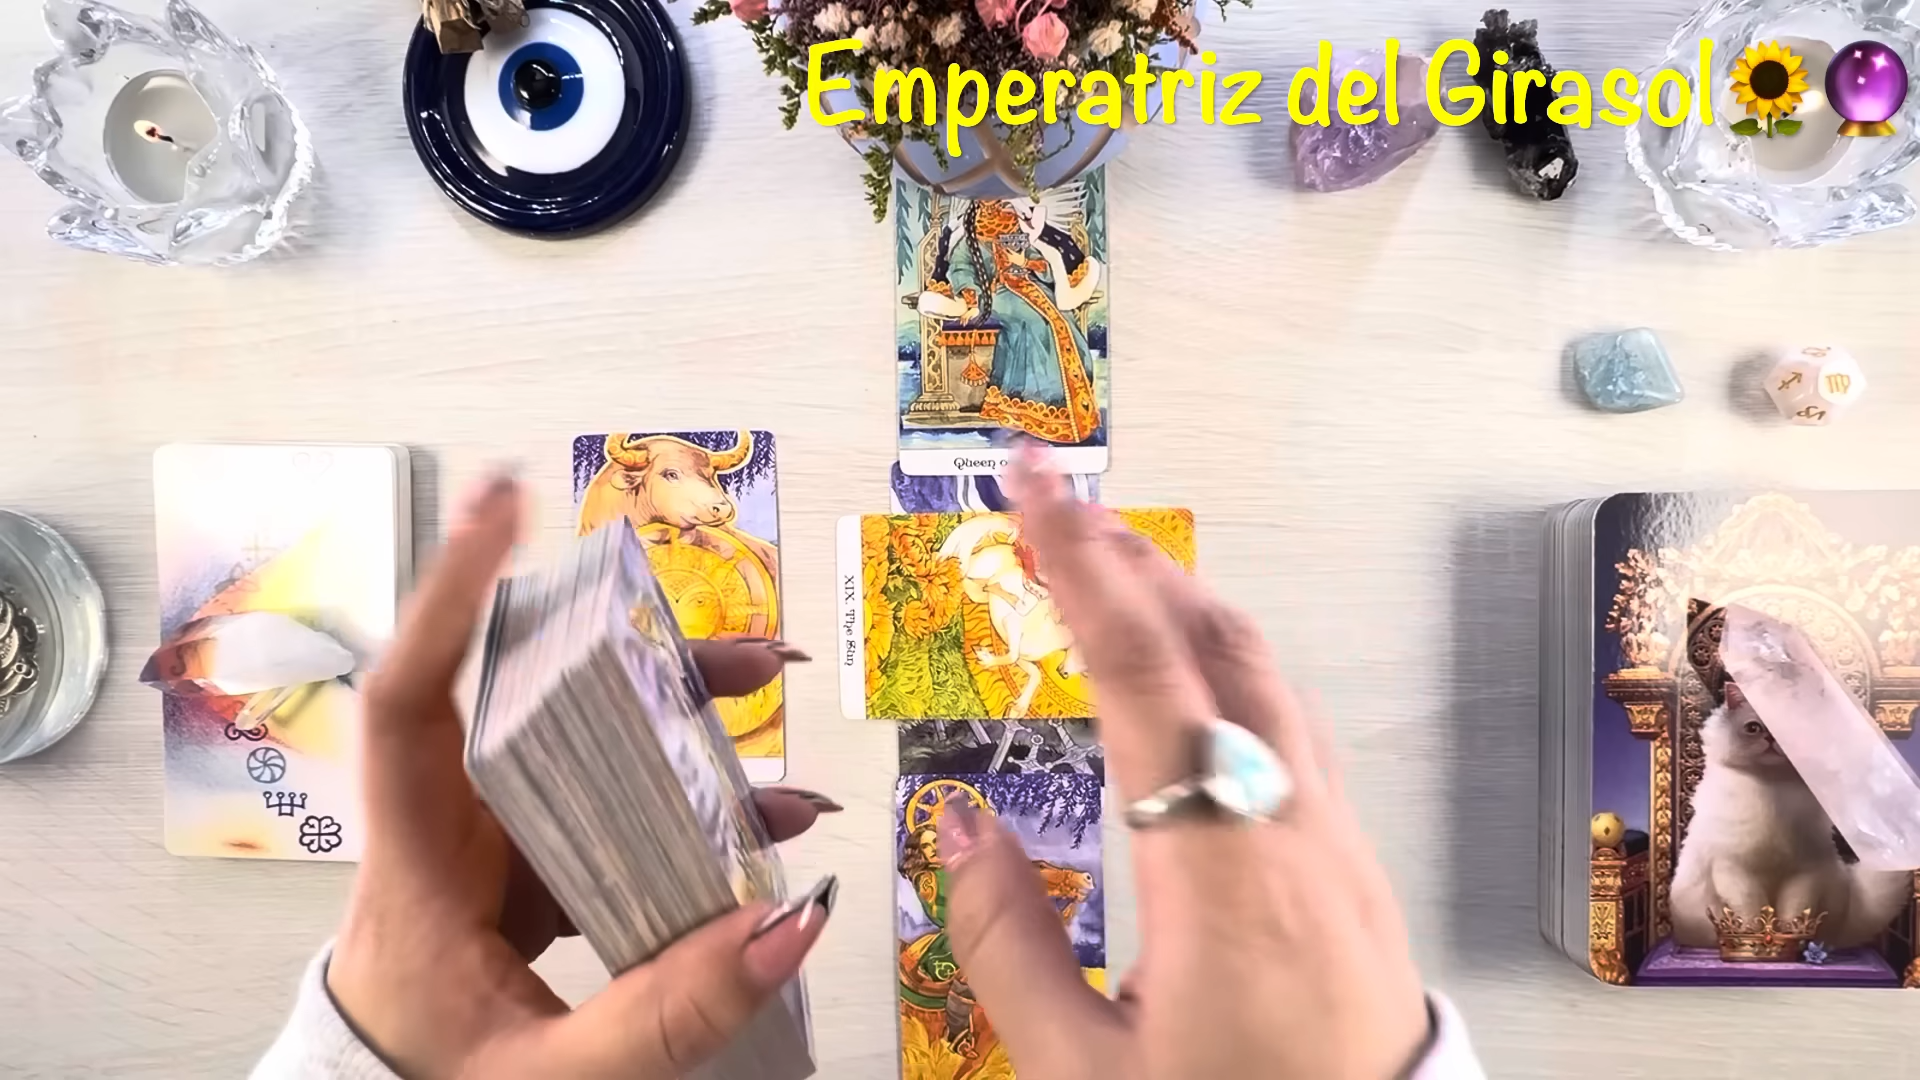 Emperatriz del Girasol🌻🔮
Queen o
XIX. The Sun